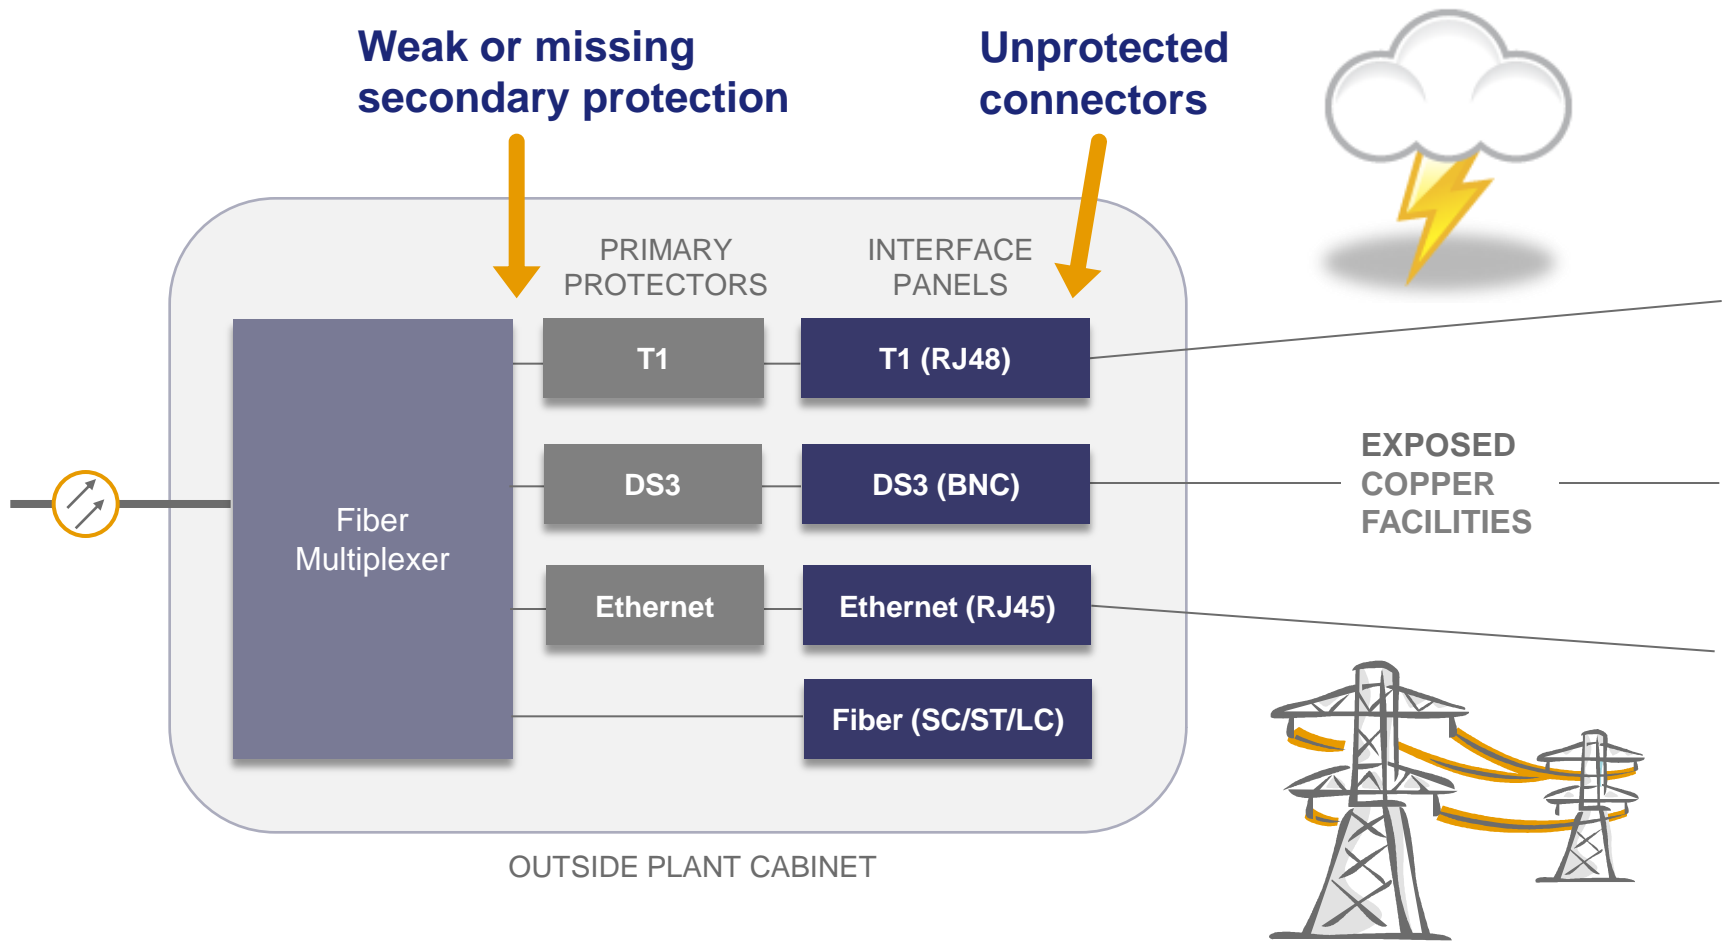 Weak or missing
secondary protection
Unprotected
connectors
PRIMARY
PROTECTORS
INTERFACE
PANELS
T1
T1 (RJ48)
DS3
DS3 (BNC)
EXPOSED
COPPER
FACILITIES
Fiber
Multiplexer
Ethernet
Ethernet (RJ45)
Fiber (SC/ST/LC)
OUTSIDE PLANT CABINET